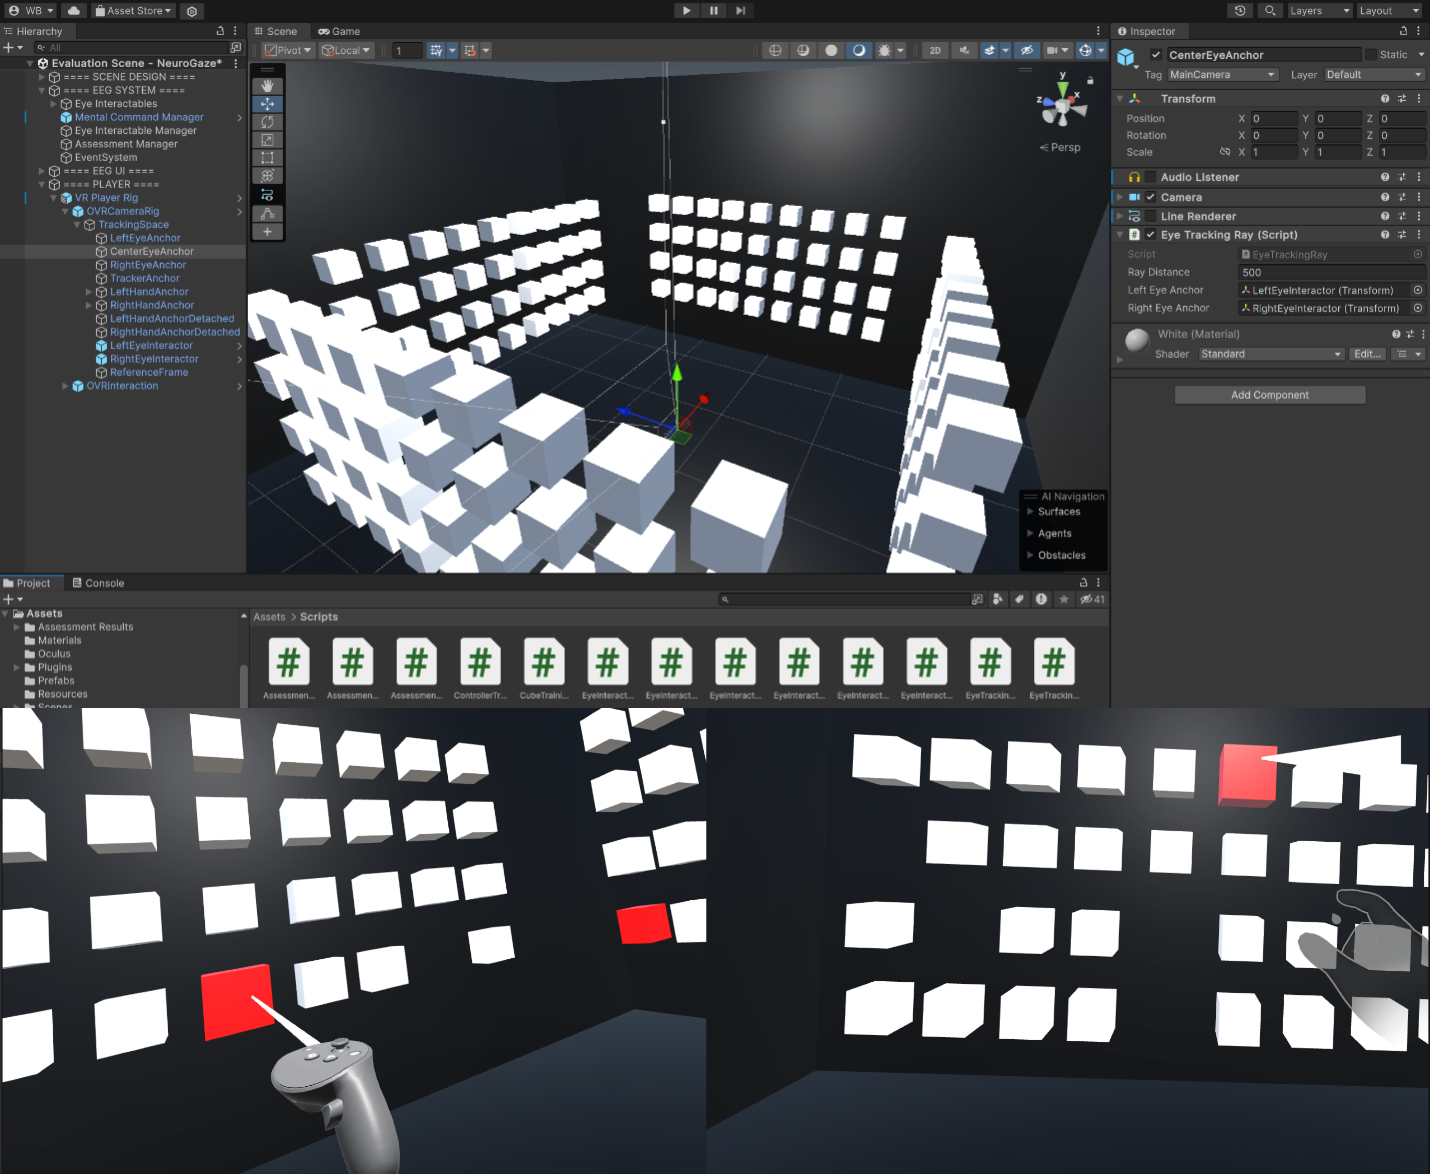 WB
Asset Store
Layers
Layout
Hierarchy
All
Evaluation Scene - NeuroGaze*
==== SCENE DESIGN ====
==== EEG SYSTEM ====
Eye Interactables
Mental Command Manager
Eye Interactable Manager
Assessment Manager
EventSystem
==== EEG UI ====
==== PLAYER ====
VR Player Rig
OVRCameraRig
TrackingSpace
LeftEyeAnchor
CenterEyeAnchor
RightEyeAnchor
TrackerAnchor
LeftHandAnchor
RightHandAnchor
LeftHandAnchorDetached
RightHandAnchorDetached
LeftEyeInteractor
RightEyeInteractor
ReferenceFrame
OVRInteraction
Scene
Game
Pivot
Local
1
2D
y
x
z
Persp
AI Navigation
Surfaces
Agents
Obstacles
Inspector
CenterEyeAnchor
Static
Tag MainCamera
Layer Default
Transform
Position X 0 Y 0 Z 0
Rotation X 0 Y 0 Z 0
Scale X 1 Y 1 Z 1
Audio Listener
Camera
Line Renderer
Eye Tracking Ray (Script)
Script EyeTrackingRay
Ray Distance 500
Left Eye Anchor LeftEyeInteractor (Transform)
Right Eye Anchor RightEyeInteractor (Transform)
White (Material)
Shader Standard Edit...
Add Component
Project
Console
41
Assets
Assessment Results
Materials
Oculus
Plugins
Prefabs
Resources
Scenes
Assets > Scripts
Assessmen...
Assessmen...
Assessmen...
ControllerTr...
CubeTraini...
EyeInteract...
EyeInteract...
EyeInteract...
EyeInteract...
EyeInteract...
EyeInteract...
EyeTrackin...
EyeTrackin...